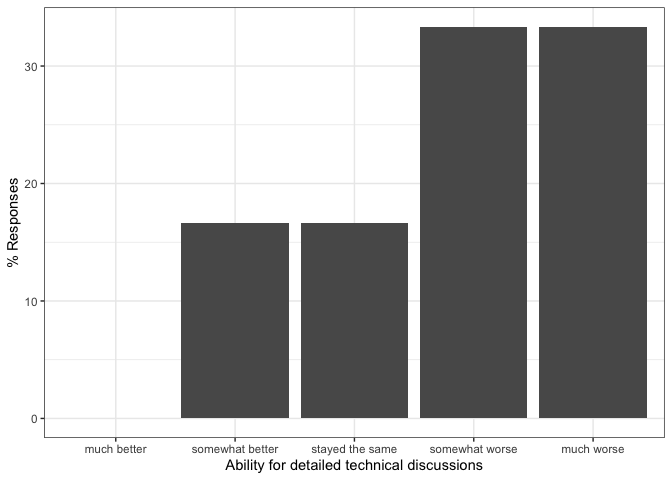 % Responses
30
20
10
0
much better
somewhat better
stayed the same
somewhat worse
much worse
Ability for detailed technical discussions